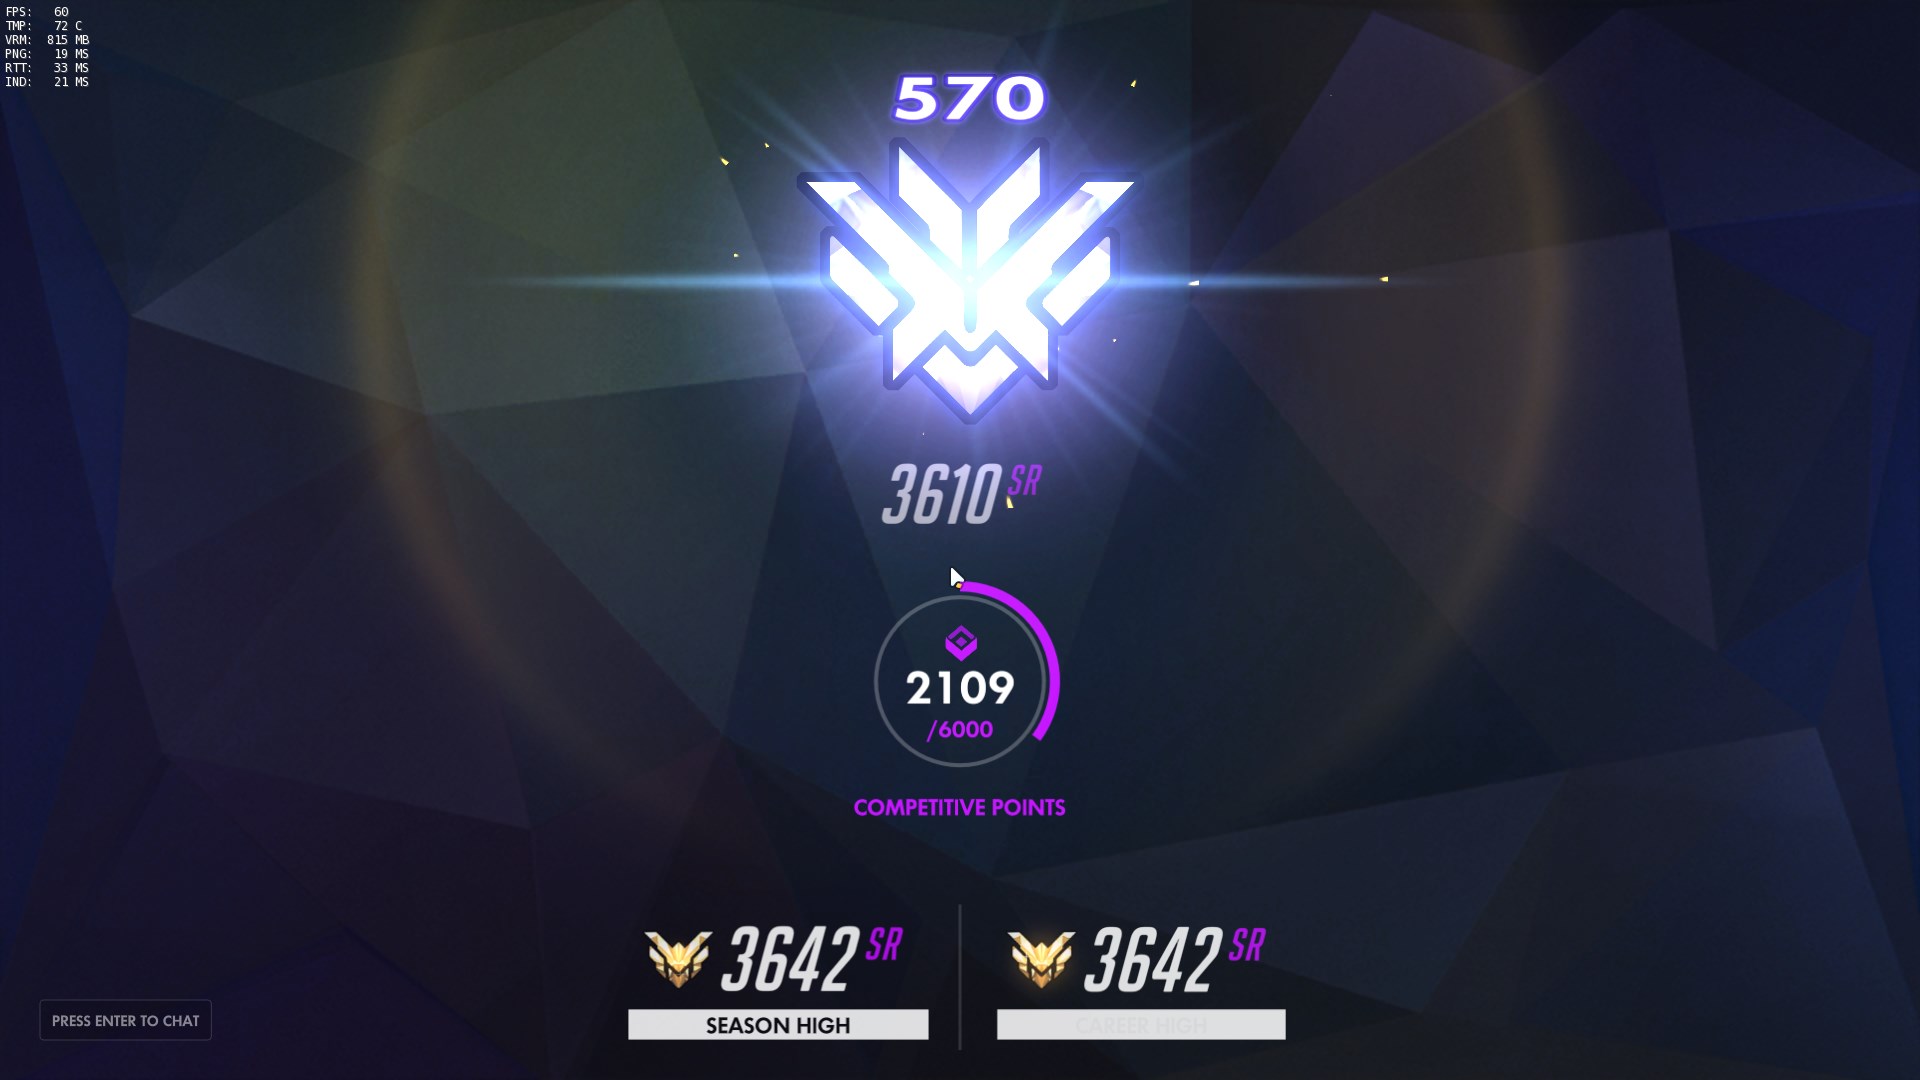 FPS: 60
TMP: 72 C
VRM: 815 MB
PNG: 19 MS
RTT: 33 MS
IND: 21 MS
570
3610 SR
2109
/6000
COMPETITIVE POINTS
3642 SR
SEASON HIGH
3642 SR
CAREER HIGH
PRESS ENTER TO CHAT